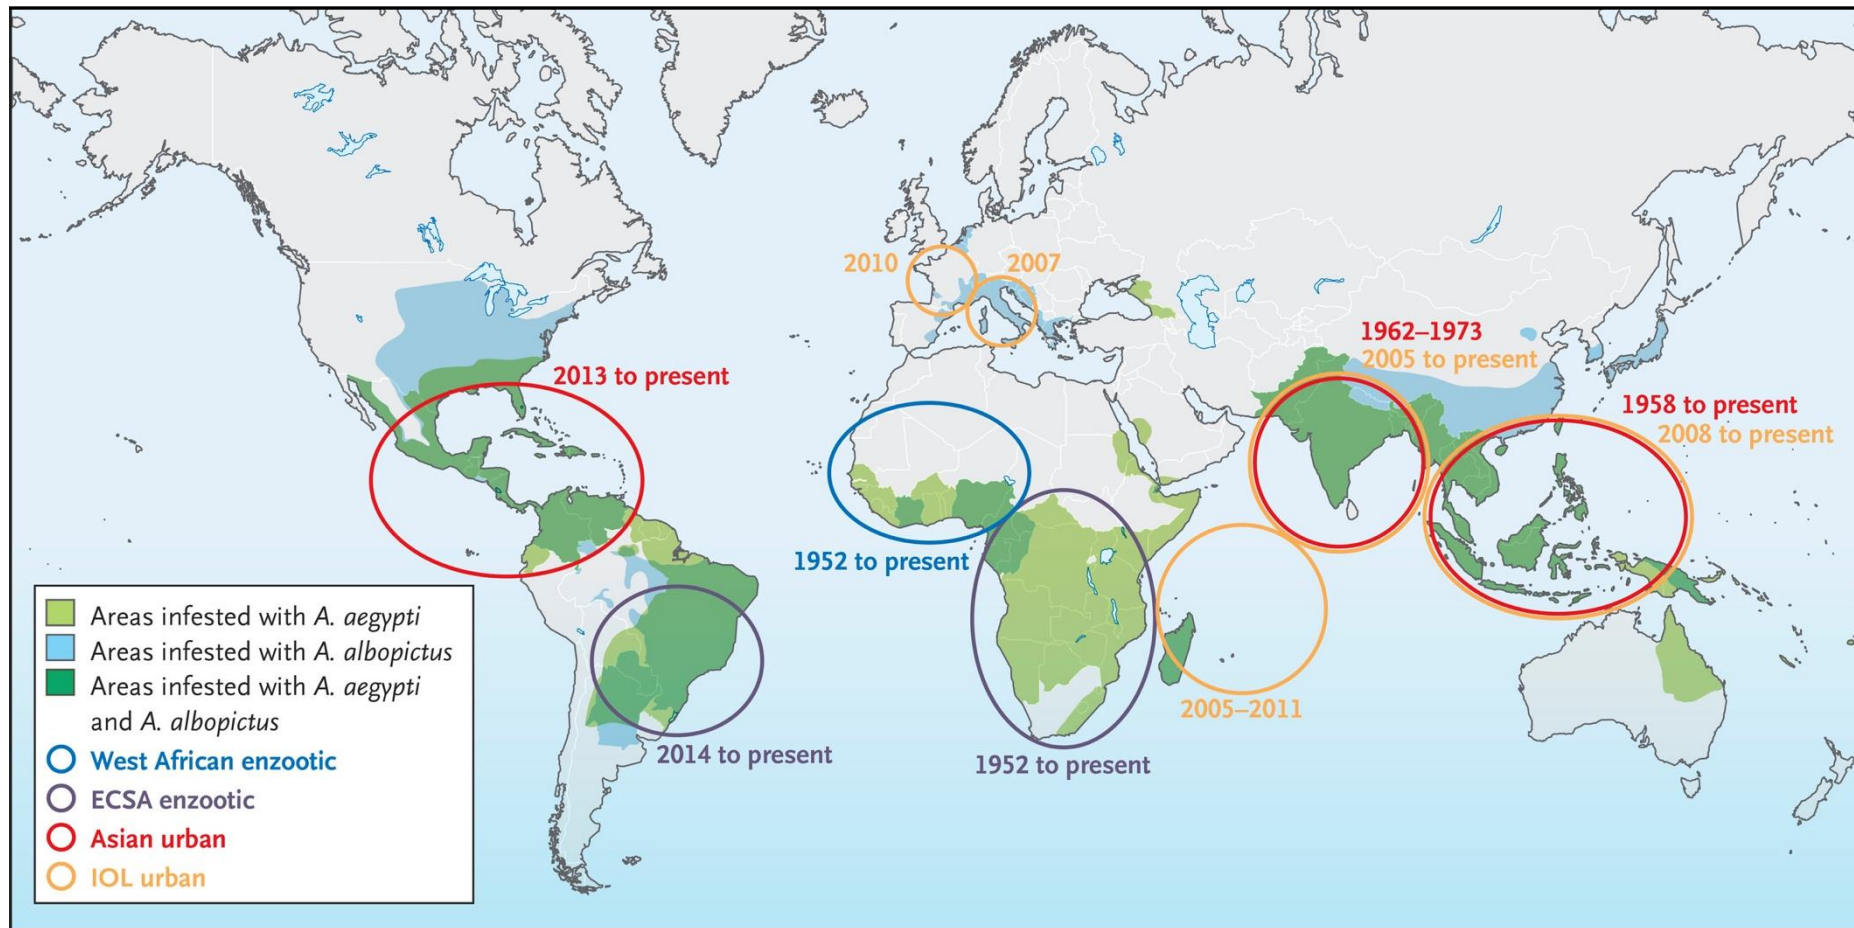 2010
2007
1962–1973
2005 to present
2013 to present
1958 to present
2008 to present
1952 to present
2005–2011
2014 to present
1952 to present
Areas infested with A. aegypti
Areas infested with A. albopictus
Areas infested with A. aegypti
and A. albopictus
West African enzootic
ECSA enzootic
Asian urban
IOL urban